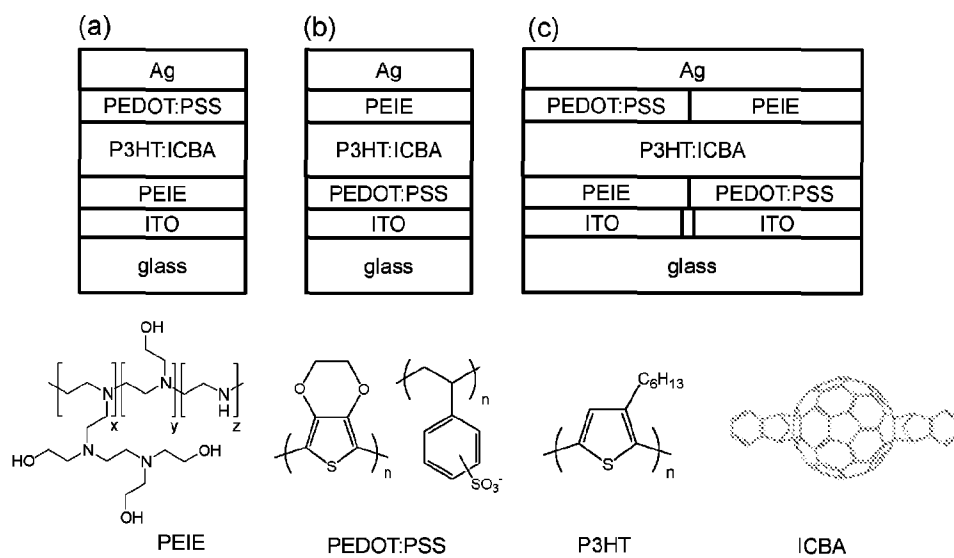 (a) (b) (c)
Ag Ag Ag
PEDOT:PSS PEIE PEDOT:PSS PEIE
P3HT:ICBA P3HT:ICBA P3HT:ICBA
PEIE PEDOT:PSS PEIE PEDOT:PSS
ITO ITO ITO ITO
glass glass glass
OH
N N N
H
x y z
HO N N OH
OH
O O
S
n
n
SO₃⁻
C₆H₁₃
S
n
PEIE PEDOT:PSS P3HT ICBA